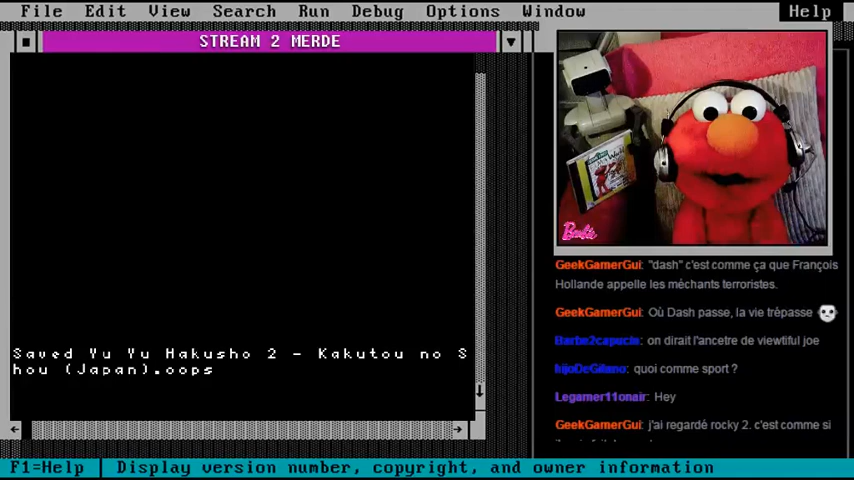 File Edit View Search Run Debug Options Window Help
STREAM 2 MERDE
Barbie
GeekGamerGui: "dash" c'est comme ça que François
Hollande appelle les méchants terroristes.
GeekGamerGui: Où Dash passe, la vie trépasse
Barbe2capucin: on dirait l'ancetre de viewtiful joe
hijoDeGitano: quoi comme sport ?
Legamer11onair: Hey
GeekGamerGui: j'ai regardé rocky 2. c'est comme si
Saved Yu Yu Hakusho 2 - Kakutou no S
hou (Japan).oops
F1=Help Display version number, copyright, and owner information